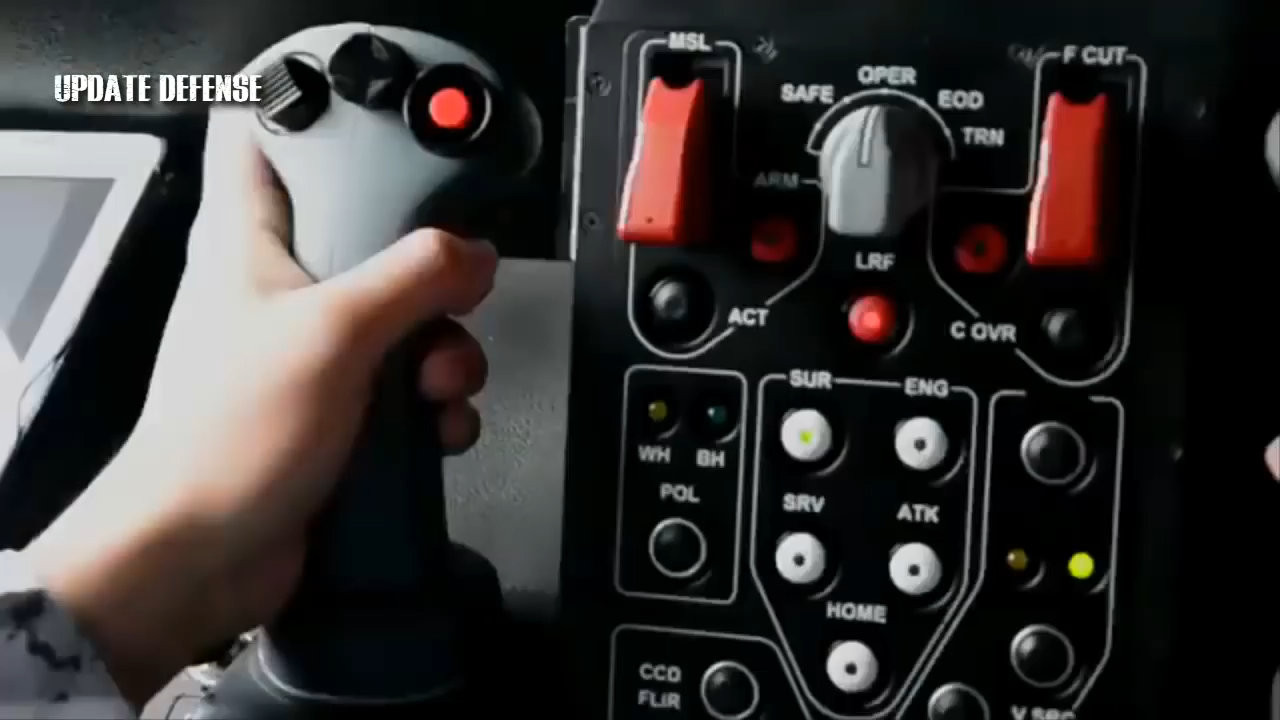 UPDATE DEFENSE
MSL
F CUT
OPER
SAFE
EOD
TRN
ARM
LRF
ACT
C OVR
SUR
ENG
WH
BH
POL
SRV
ATK
HOME
CCD
FLIR